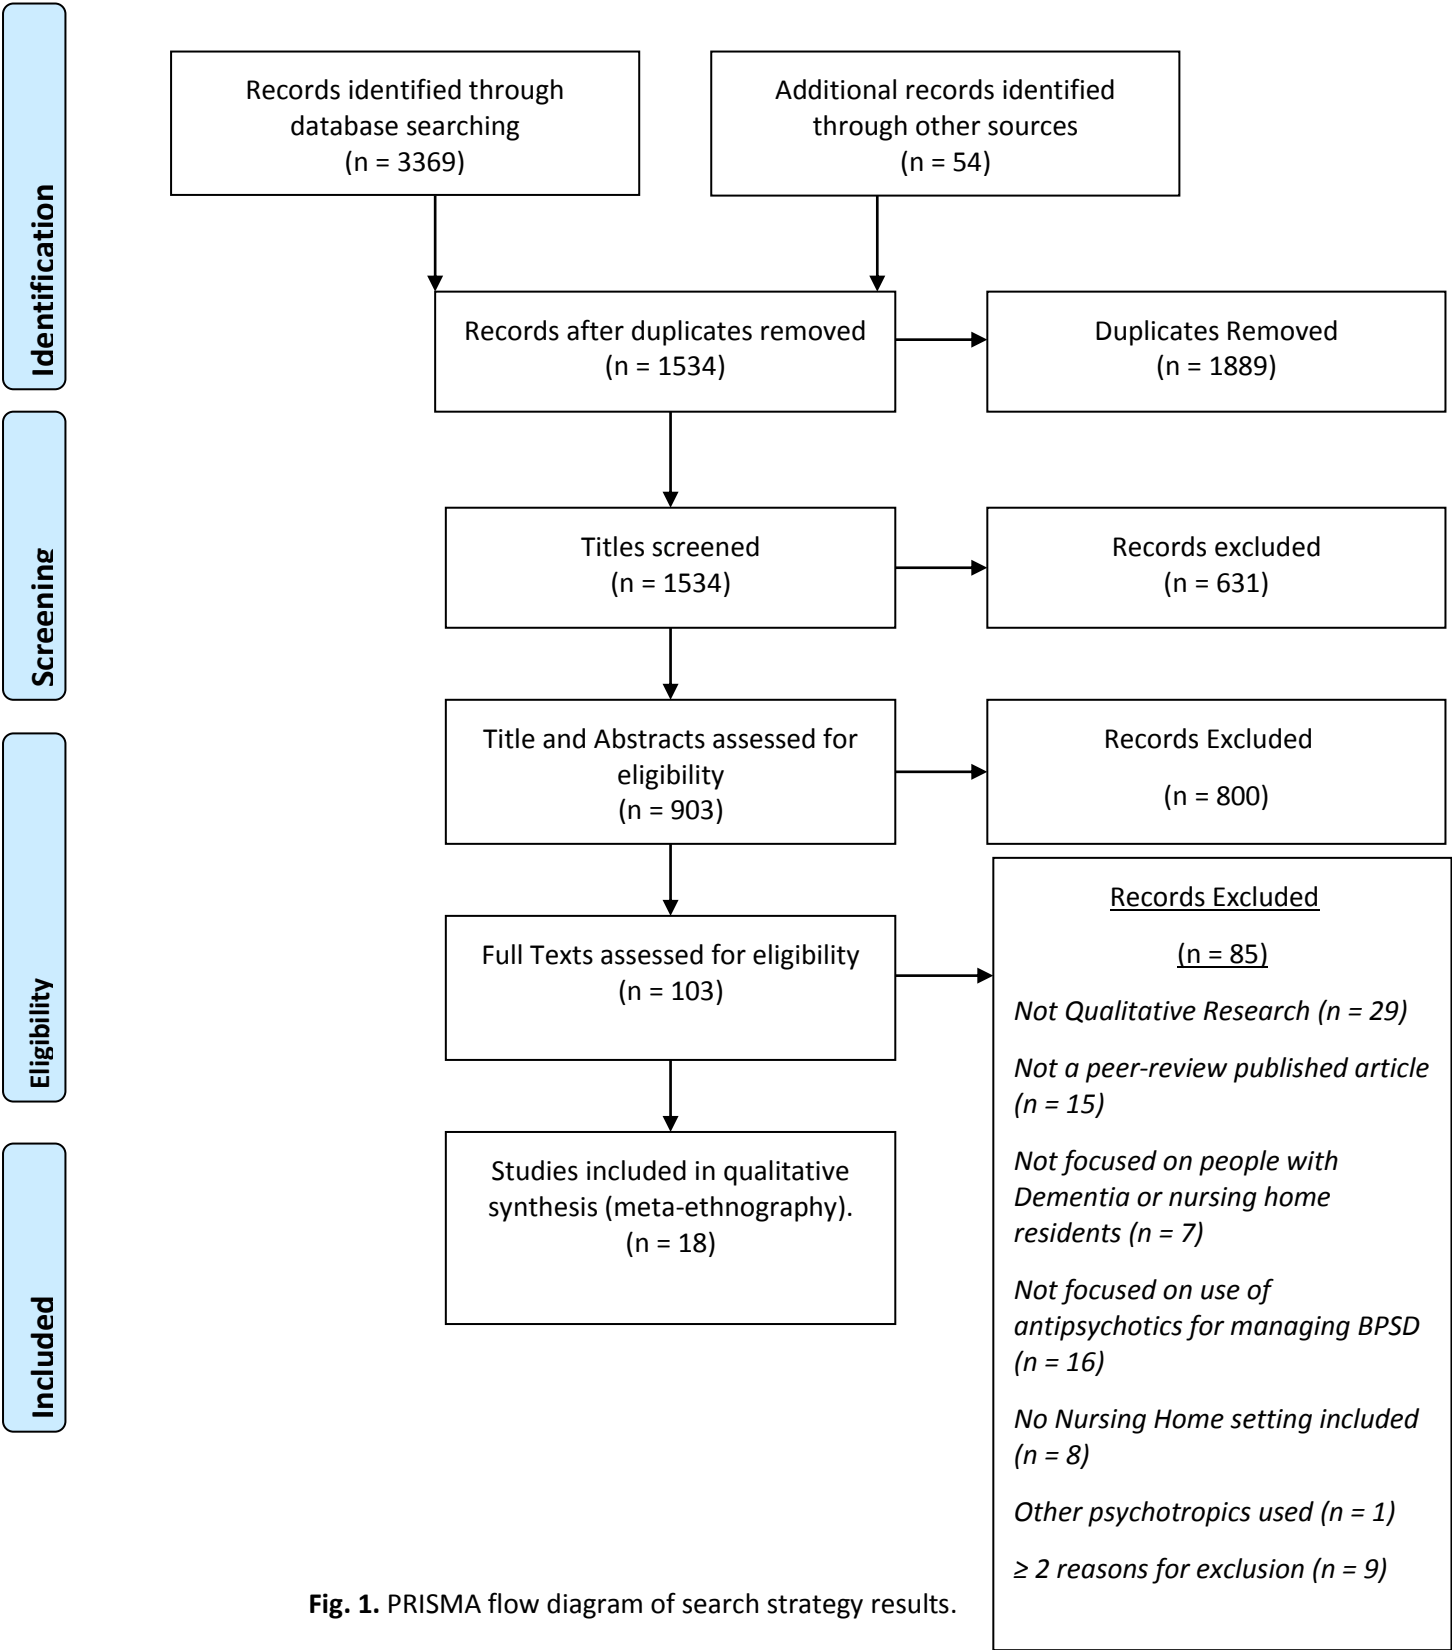 Identification
Records identified through
database searching
(n = 3369)
Additional records identified
through other sources
(n = 54)
Records after duplicates removed
(n = 1534)
Duplicates Removed
(n = 1889)
Screening
Titles screened
(n = 1534)
Records excluded
(n = 631)
Eligibility
Title and Abstracts assessed for
eligibility
(n = 903)
Records Excluded
(n = 800)
Full Texts assessed for eligibility
(n = 103)
Records Excluded
(n = 85)
Not Qualitative Research (n = 29)
Not a peer-review published article
(n = 15)
Not focused on people with
Dementia or nursing home
residents (n = 7)
Not focused on use of
antipsychotics for managing BPSD
(n = 16)
No Nursing Home setting included
(n = 8)
Other psychotropics used (n = 1)
≥ 2 reasons for exclusion (n = 9)
Included
Studies included in qualitative
synthesis (meta-ethnography).
(n = 18)
Fig. 1. PRISMA flow diagram of search strategy results.